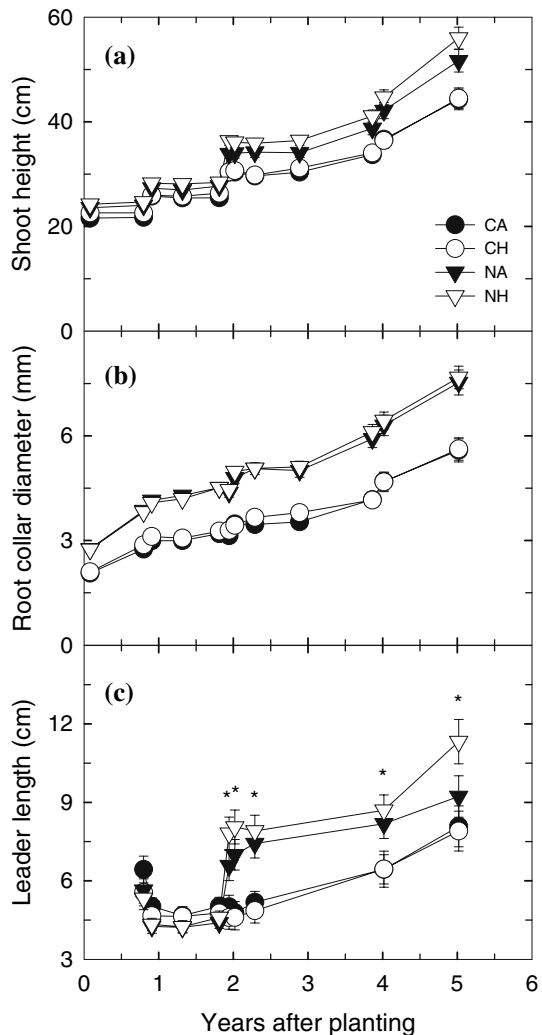 60
(a)
40
20
0
Shoot height (cm)
CA
CH
NA
NH
(b)
6
3
0
Root collar diameter (mm)
(c)
*
* *
*
*
12
9
6
3
Leader length (cm)
0 1 2 3 4 5 6
Years after planting